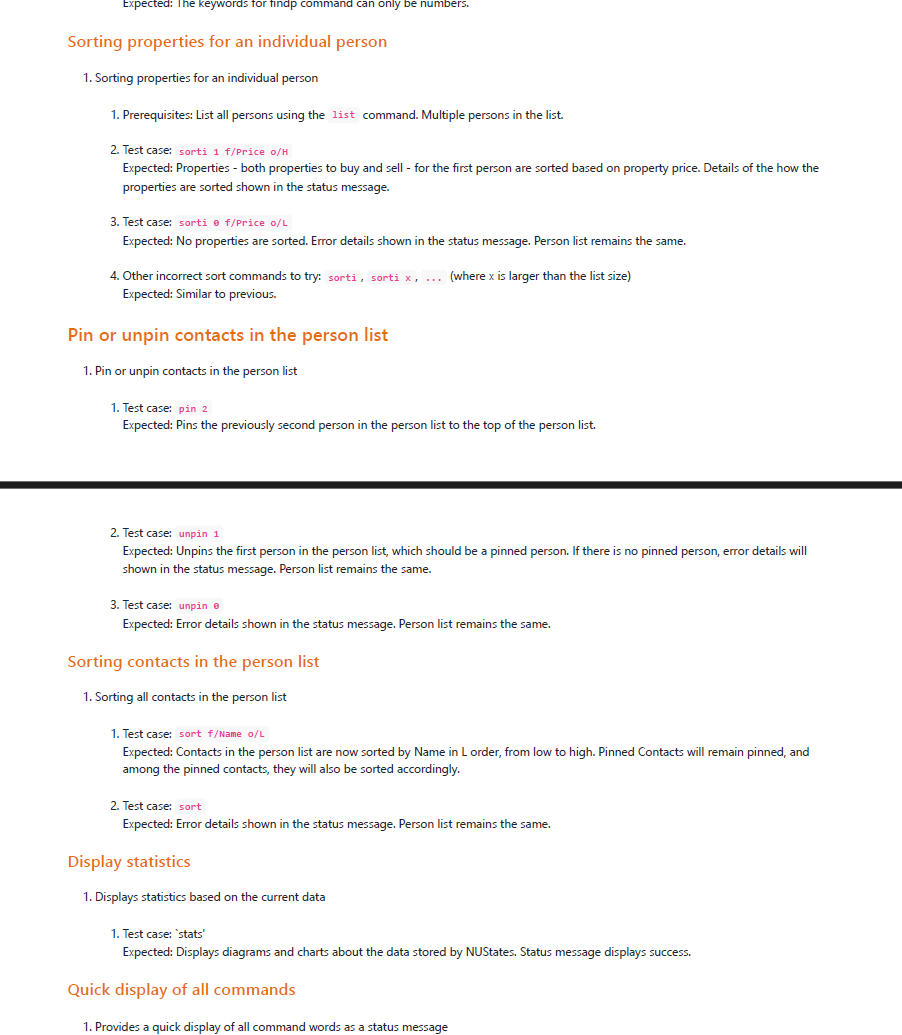 Expected: The keywords for findp command can only be numbers.
Sorting properties for an individual person
1. Sorting properties for an individual person
1. Prerequisites: List all persons using the list command. Multiple persons in the list.
2. Test case: sorti 1 f/Price o/H
Expected: Properties - both properties to buy and sell - for the first person are sorted based on property price. Details of the how the
properties are sorted shown in the status message.
3. Test case: sorti 0 f/Price o/L
Expected: No properties are sorted. Error details shown in the status message. Person list remains the same.
4. Other incorrect sort commands to try: sorti, sorti x, ... (where x is larger than the list size)
Expected: Similar to previous.
Pin or unpin contacts in the person list
1. Pin or unpin contacts in the person list
1. Test case: pin 2
Expected: Pins the previously second person in the person list to the top of the person list.
2. Test case: unpin 1
Expected: Unpins the first person in the person list, which should be a pinned person. If there is no pinned person, error details will
shown in the status message. Person list remains the same.
3. Test case: unpin 0
Expected: Error details shown in the status message. Person list remains the same.
Sorting contacts in the person list
1. Sorting all contacts in the person list
1. Test case: sort f/Name o/L
Expected: Contacts in the person list are now sorted by Name in L order, from low to high. Pinned Contacts will remain pinned, and
among the pinned contacts, they will also be sorted accordingly.
2. Test case: sort
Expected: Error details shown in the status message. Person list remains the same.
Display statistics
1. Displays statistics based on the current data
1. Test case: `stats'
Expected: Displays diagrams and charts about the data stored by NUStates. Status message displays success.
Quick display of all commands
1. Provides a quick display of all command words as a status message